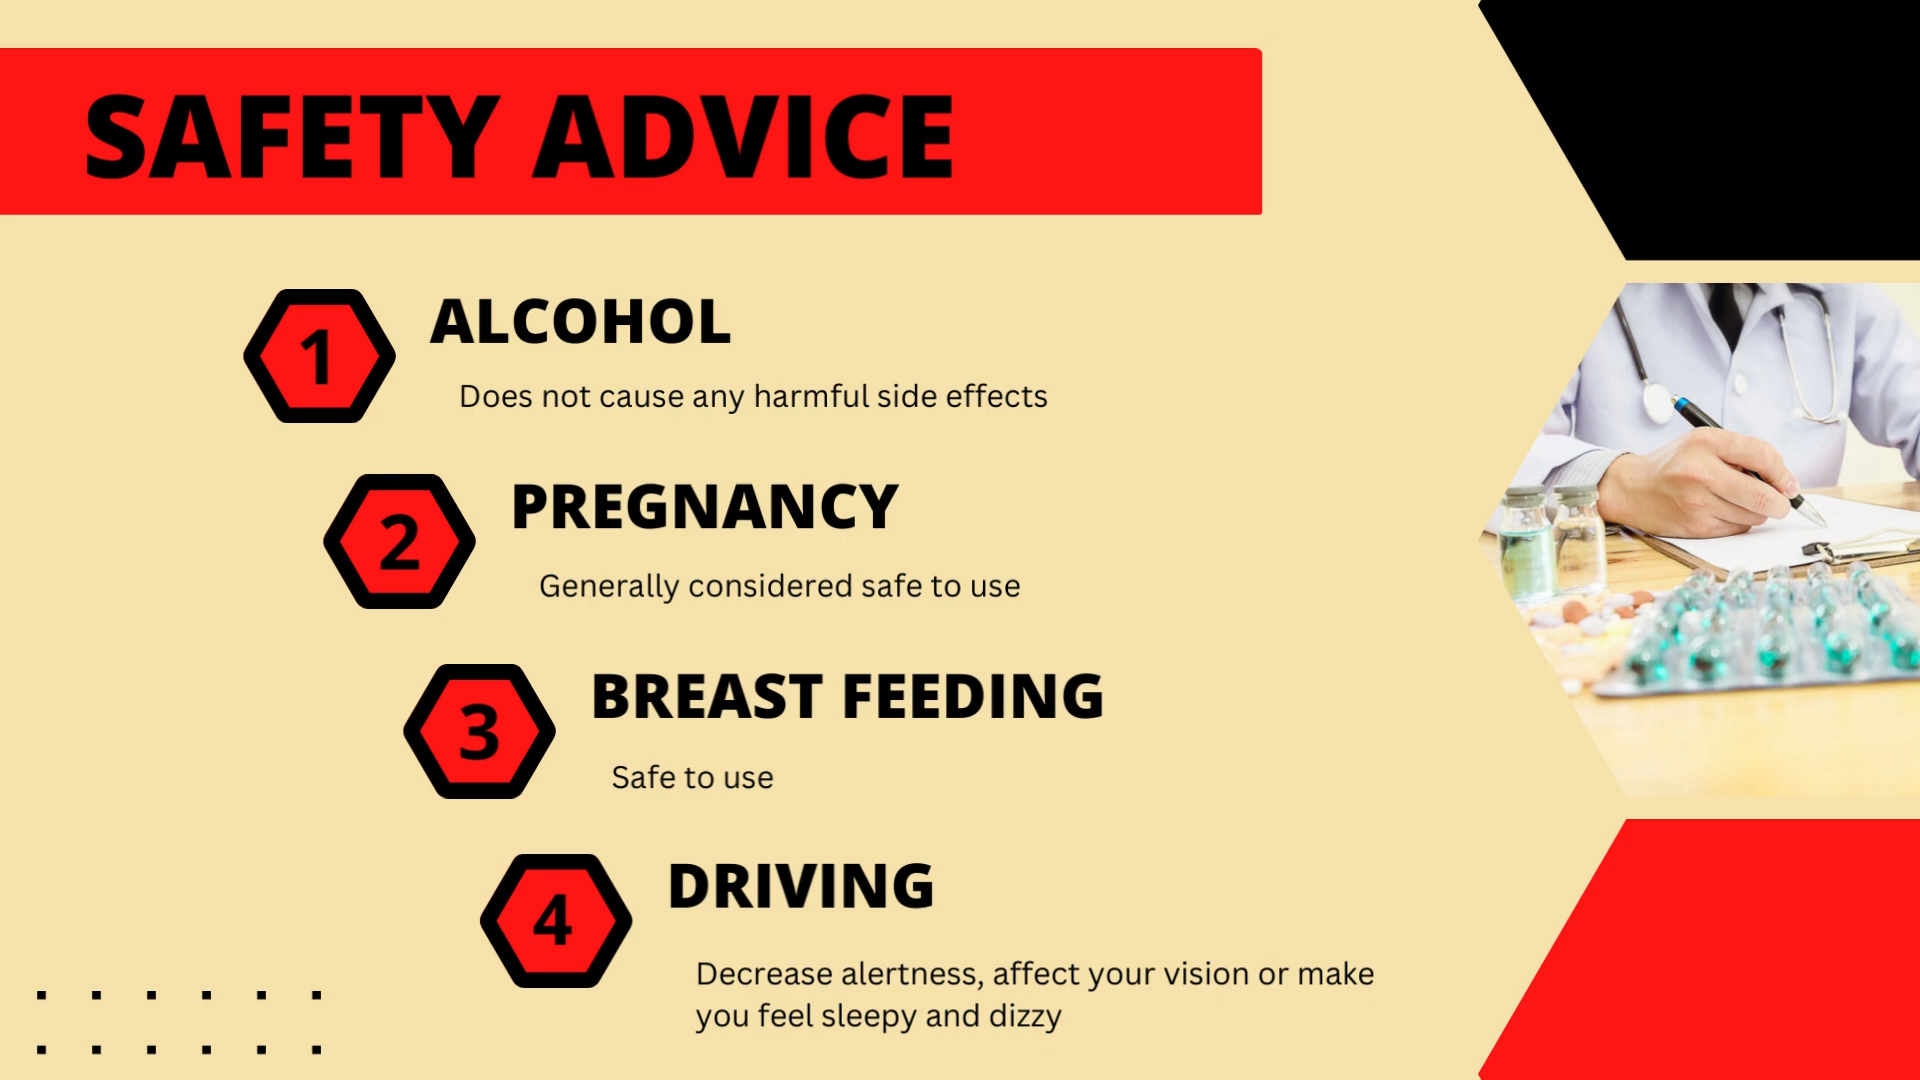 SAFETY ADVICE
1
ALCOHOL
Does not cause any harmful side effects
2
PREGNANCY
Generally considered safe to use
3
BREAST FEEDING
Safe to use
4
DRIVING
Decrease alertness, affect your vision or make
you feel sleepy and dizzy